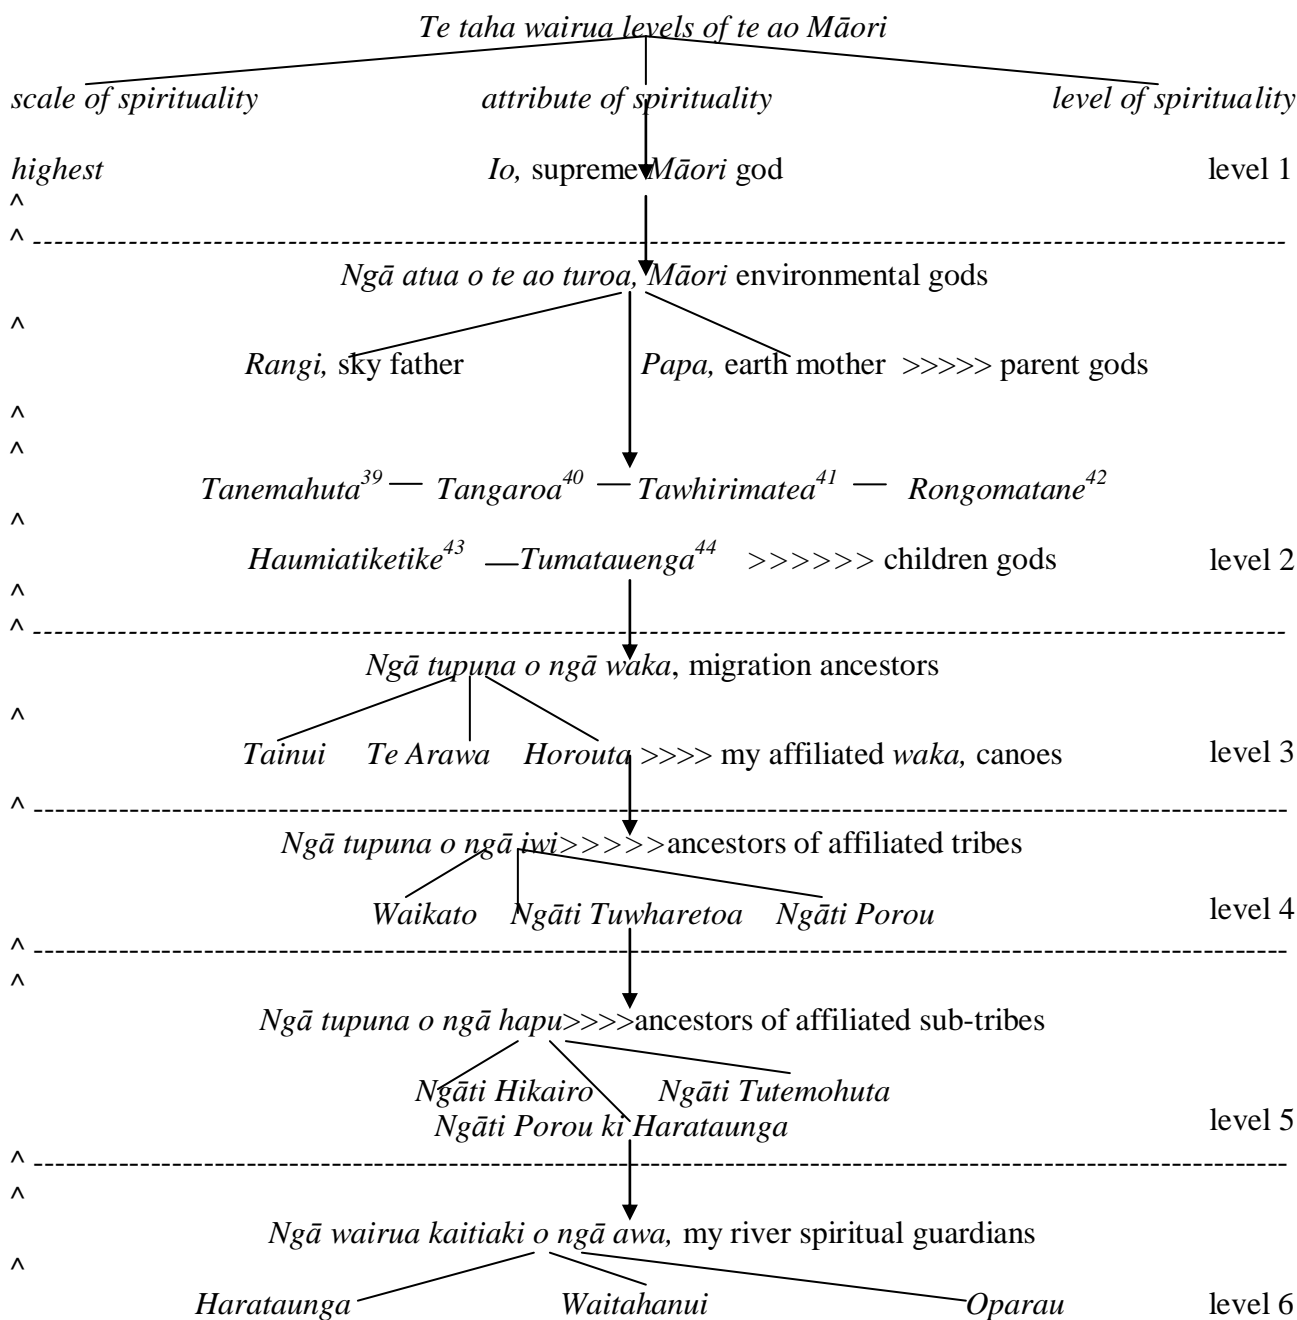 Te taha wairua levels of te ao Māori
scale of spirituality attribute of spirituality level of spirituality
highest Io, supreme Māori god level 1
^
^ ------------------------------------------------------------
Ngā atua o te ao turoa, Māori environmental gods
^
Rangi, sky father Papa, earth mother >>>>> parent gods
^
^
Tanemahuta39 — Tangaroa40 — Tawhirimatea41 — Rongomatane42
^
Haumiatiketike43 — Tumatauenga44 >>>>>> children gods level 2
^
^ ------------------------------------------------------------
Ngā tupuna o ngā waka, migration ancestors
^
Tainui Te Arawa Horouta >>>> my affiliated waka, canoes level 3
^ ------------------------------------------------------------
Ngā tupuna o ngā iwi>>>>>ancestors of affiliated tribes
Waikato Ngāti Tuwharetoa Ngāti Porou level 4
^ ------------------------------------------------------------
^
Ngā tupuna o ngā hapu>>>>ancestors of affiliated sub-tribes
Ngāti Hikairo Ngāti Tutemohuta
Ngāti Porou ki Harataunga level 5
^ ------------------------------------------------------------
^
Ngā wairua kaitiaki o ngā awa, my river spiritual guardians
^
Harataunga Waitahanui Oparau level 6